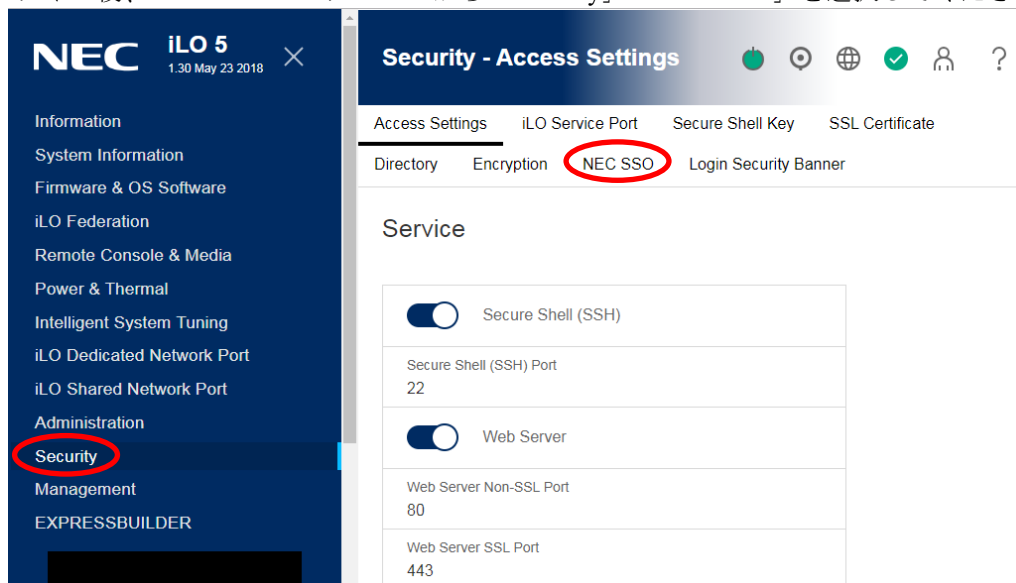 NEC iLO 5
1.30 May 23 2018
Information
System Information
Firmware & OS Software
iLO Federation
Remote Console & Media
Power & Thermal
Intelligent System Tuning
iLO Dedicated Network Port
iLO Shared Network Port
Administration
Security
Management
EXPRESSBUILDER
Security - Access Settings
?
Access Settings iLO Service Port Secure Shell Key SSL Certificate
Directory Encryption NEC SSO Login Security Banner
Service
Secure Shell (SSH)
Secure Shell (SSH) Port
22
Web Server
Web Server Non-SSL Port
80
Web Server SSL Port
443